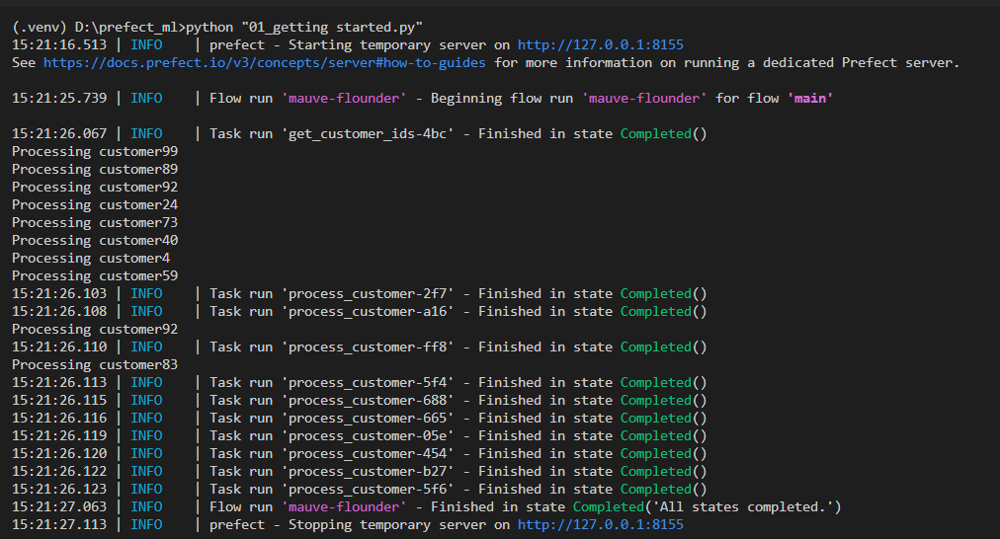 (.venv) D:\prefect_ml>python "01_getting started.py"
15:21:16.513 | INFO    | prefect - Starting temporary server on http://127.0.0.1:8155
See https://docs.prefect.io/v3/concepts/server#how-to-guides for more information on running a dedicated Prefect server.
15:21:25.739 | INFO    | Flow run 'mauve-flounder' - Beginning flow run 'mauve-flounder' for flow 'main'
15:21:26.067 | INFO    | Task run 'get_customer_ids-4bc' - Finished in state Completed()
Processing customer99
Processing customer89
Processing customer92
Processing customer24
Processing customer73
Processing customer40
Processing customer4
Processing customer59
15:21:26.103 | INFO    | Task run 'process_customer-2f7' - Finished in state Completed()
15:21:26.108 | INFO    | Task run 'process_customer-a16' - Finished in state Completed()
Processing customer92
15:21:26.110 | INFO    | Task run 'process_customer-ff8' - Finished in state Completed()
Processing customer83
15:21:26.113 | INFO    | Task run 'process_customer-5f4' - Finished in state Completed()
15:21:26.115 | INFO    | Task run 'process_customer-688' - Finished in state Completed()
15:21:26.116 | INFO    | Task run 'process_customer-665' - Finished in state Completed()
15:21:26.119 | INFO    | Task run 'process_customer-05e' - Finished in state Completed()
15:21:26.120 | INFO    | Task run 'process_customer-454' - Finished in state Completed()
15:21:26.122 | INFO    | Task run 'process_customer-b27' - Finished in state Completed()
15:21:26.123 | INFO    | Task run 'process_customer-5f6' - Finished in state Completed()
15:21:27.063 | INFO    | Flow run 'mauve-flounder' - Finished in state Completed('All states completed.')
15:21:27.113 | INFO    | prefect - Stopping temporary server on http://127.0.0.1:8155